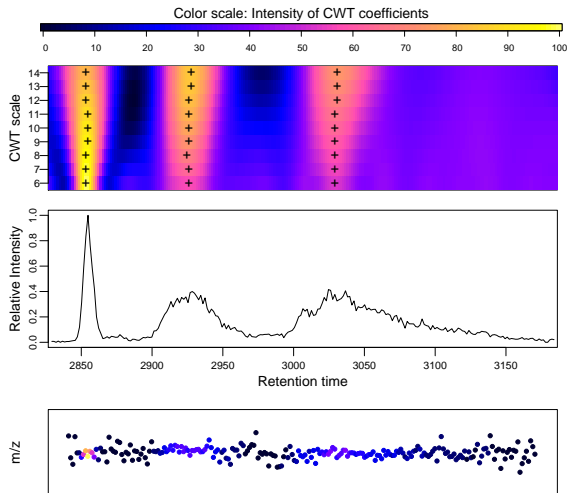 Color scale: Intensity of CWT coefficients
0 10 20 30 40 50 60 70 80 90 100
CWT scale
14
13
12
11
10
9
8
7
6
Relative Intensity
1.0
0.8
0.6
0.4
0.2
0.0
2850 2900 2950 3000 3050 3100 3150
Retention time
m/z